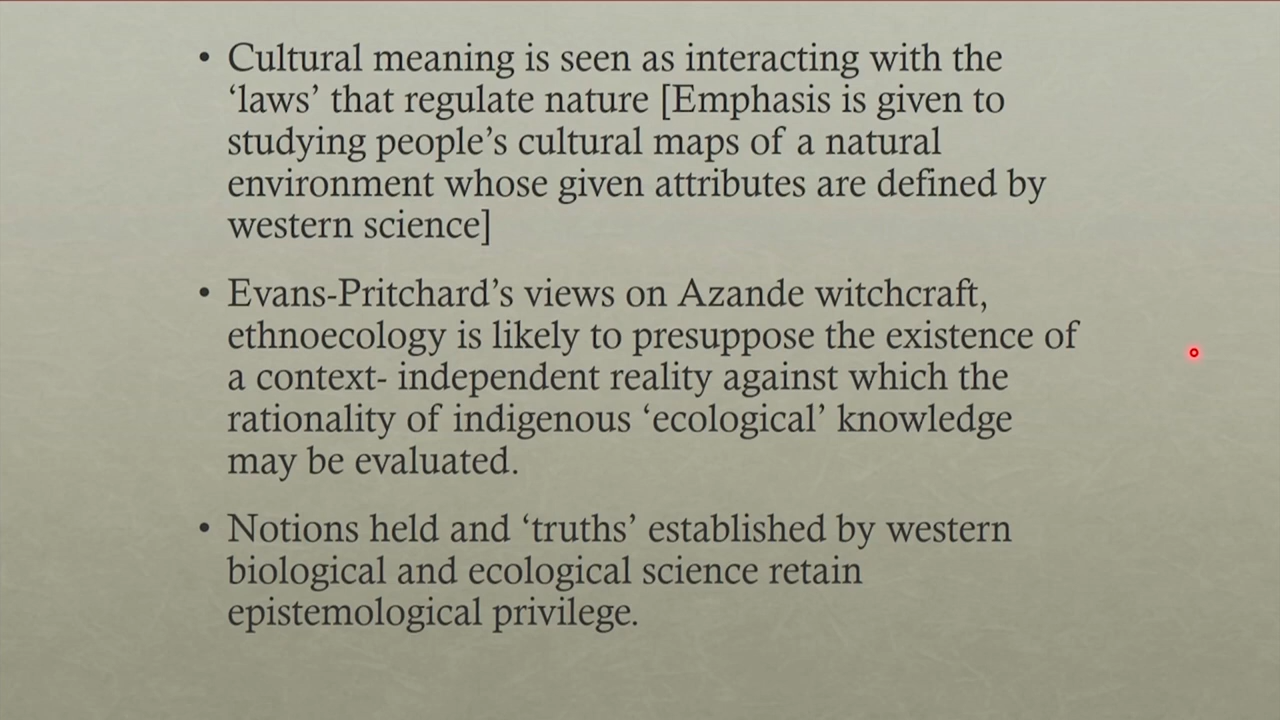 • Cultural meaning is seen as interacting with the
‘laws’ that regulate nature [Emphasis is given to
studying people’s cultural maps of a natural
environment whose given attributes are defined by
western science]
• Evans-Pritchard’s views on Azande witchcraft,
ethnoecology is likely to presuppose the existence of
a context- independent reality against which the
rationality of indigenous ‘ecological’ knowledge
may be evaluated.
• Notions held and ‘truths’ established by western
biological and ecological science retain
epistemological privilege.